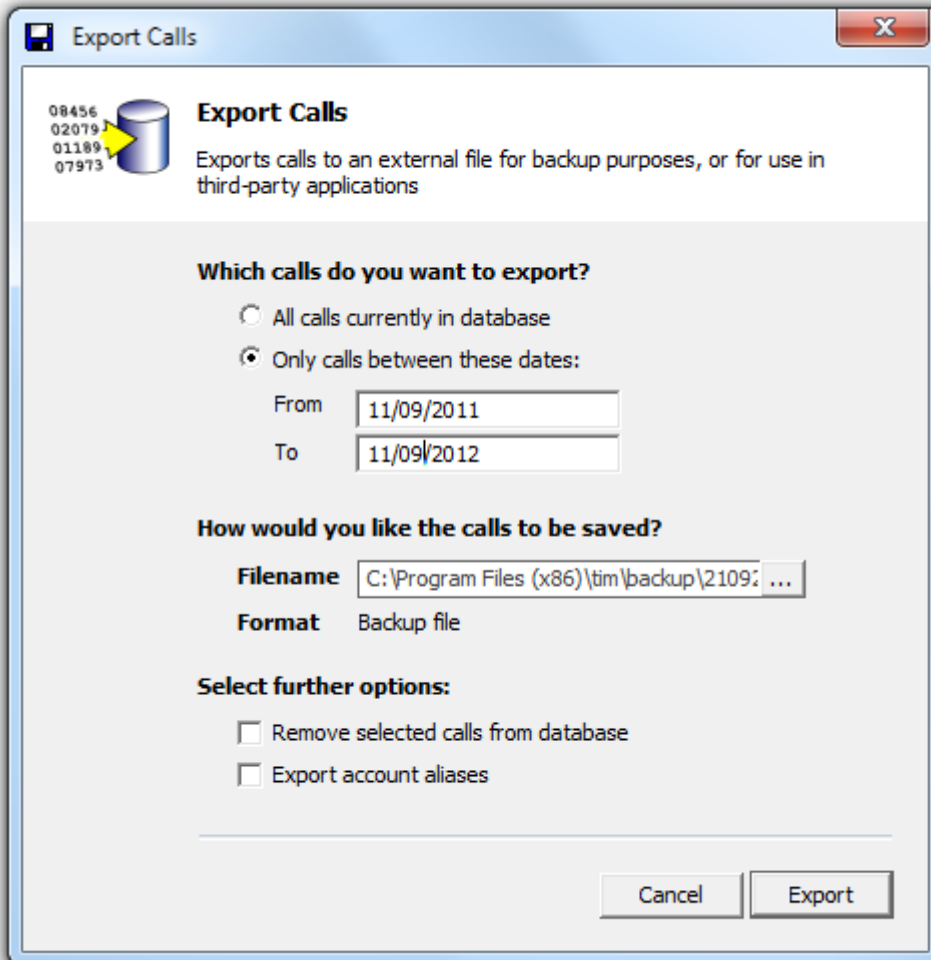 Export Calls
08456
02079
01189
07973
Export Calls
Exports calls to an external file for backup purposes, or for use in
third-party applications
Which calls do you want to export?
All calls currently in database
Only calls between these dates:
From 11/09/2011
To 11/09/2012
How would you like the calls to be saved?
Filename C:\Program Files (x86)\tim\backup\21092 ...
Format Backup file
Select further options:
Remove selected calls from database
Export account aliases
Cancel Export